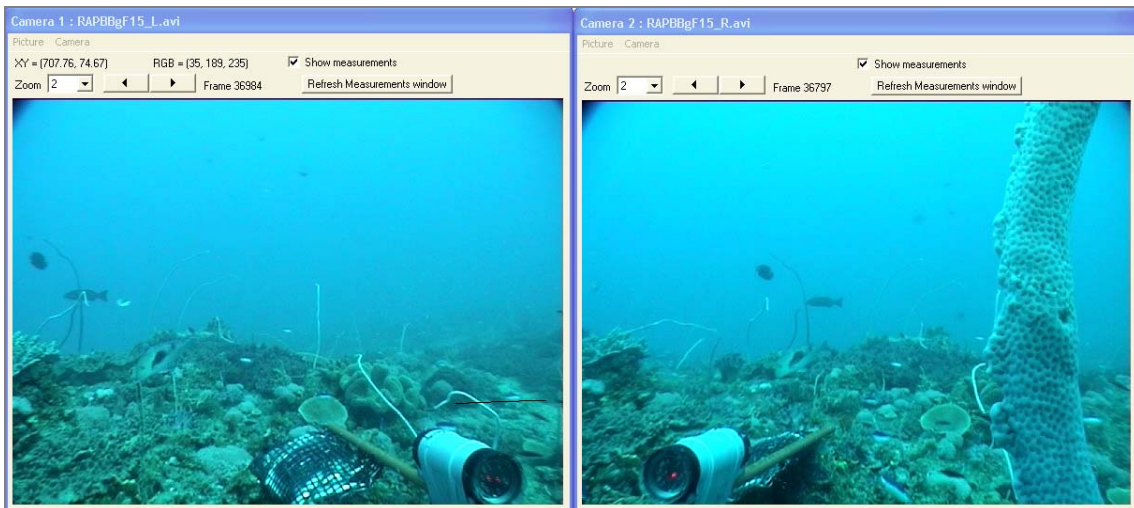 Camera 1 : RAPBBgF15_L.avi
Picture Camera
XY = (707.76, 74.67) RGB = (35, 189, 235) Show measurements
Zoom 2 Frame 36984 Refresh Measurements window
Camera 2 : RAPBBgF15_R.avi
Picture Camera
Show measurements
Zoom 2 Frame 36797 Refresh Measurements window